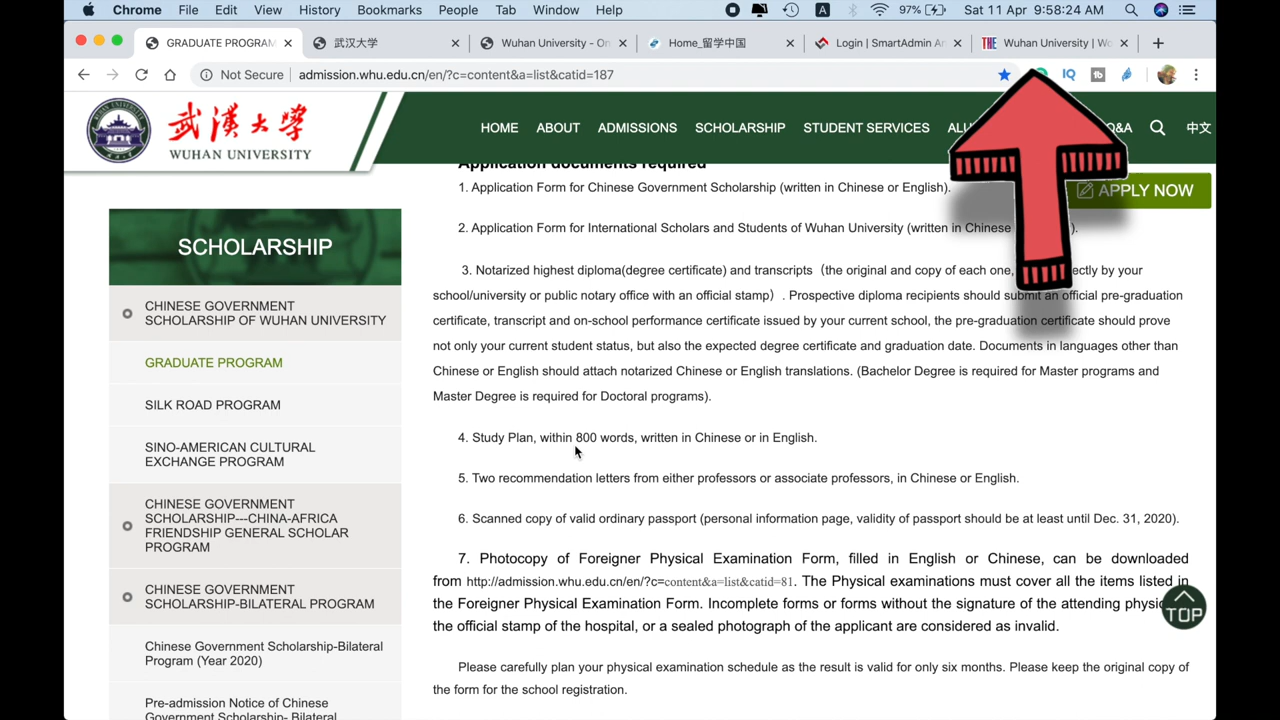 Chrome File Edit View History Bookmarks People Tab Window Help A 97% Sat 11 Apr 9:58:24 AM
GRADUATE PROGRAM 武汉大学 Wuhan University - On Home_留学中国 Login | SmartAdmin An THE Wuhan University | Wo
Not Secure admission.whu.edu.cn/en/?c=content&a=list&catid=187 IQ
武漢大學
WUHAN UNIVERSITY
HOME ABOUT ADMISSIONS SCHOLARSHIP STUDENT SERVICES Q&A 中文
APPLY NOW
SCHOLARSHIP
CHINESE GOVERNMENT
SCHOLARSHIP OF WUHAN UNIVERSITY
GRADUATE PROGRAM
SILK ROAD PROGRAM
SINO-AMERICAN CULTURAL
EXCHANGE PROGRAM
CHINESE GOVERNMENT
SCHOLARSHIP---CHINA-AFRICA
FRIENDSHIP GENERAL SCHOLAR
PROGRAM
CHINESE GOVERNMENT
SCHOLARSHIP-BILATERAL PROGRAM
Chinese Government Scholarship-Bilateral
Program (Year 2020)
Pre-admission Notice of Chinese
Government Scholarship- Bilateral
Application documents required
1. Application Form for Chinese Government Scholarship (written in Chinese or English).
2. Application Form for International Scholars and Students of Wuhan University (written in Chinese ).
3. Notarized highest diploma(degree certificate) and transcripts（the original and copy of each one, by your
school/university or public notary office with an official stamp）. Prospective diploma recipients should submit an official pre-graduation
certificate, transcript and on-school performance certificate issued by your current school, the pre-graduation certificate should prove
not only your current student status, but also the expected degree certificate and graduation date. Documents in languages other than
Chinese or English should attach notarized Chinese or English translations. (Bachelor Degree is required for Master programs and
Master Degree is required for Doctoral programs).
4. Study Plan, within 800 words, written in Chinese or in English.
5. Two recommendation letters from either professors or associate professors, in Chinese or English.
6. Scanned copy of valid ordinary passport (personal information page, validity of passport should be at least until Dec. 31, 2020).
7. Photocopy of Foreigner Physical Examination Form, filled in English or Chinese, can be downloaded
from http://admission.whu.edu.cn/en/?c=content&a=list&catid=81. The Physical examinations must cover all the items listed in
the Foreigner Physical Examination Form. Incomplete forms or forms without the signature of the attending
the official stamp of the hospital, or a sealed photograph of the applicant are considered as invalid.
Please carefully plan your physical examination schedule as the result is valid for only six months. Please keep the original copy of
the form for the school registration.
TOP